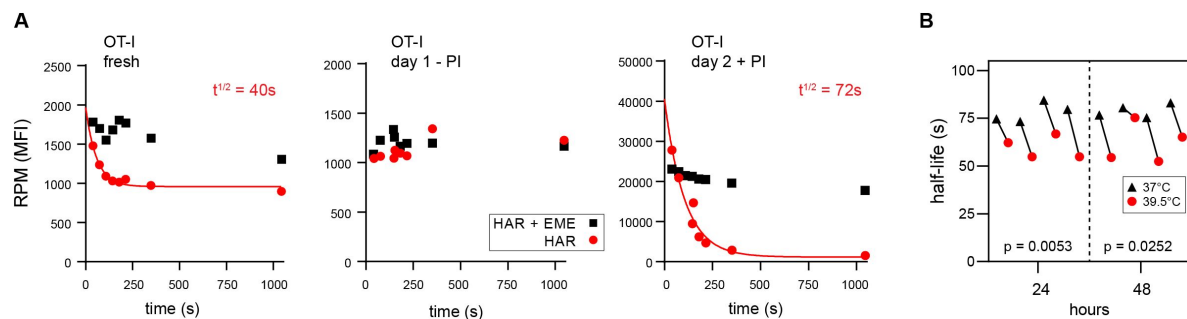 A
OT-I
fresh
t1/2 = 40s
RPM (MFI)
2500
2000
1500
1000
500
0
0 250 500 750 1000
time (s)
OT-I
day 1 - PI
2000
1500
1000
500
0
HAR + EME
HAR
0 250 500 750 1000
time (s)
OT-I
day 2 + PI
t1/2 = 72s
50000
40000
30000
20000
10000
0
0 250 500 750 1000
time (s)
B
half-life (s)
100
75
50
25
0
37°C
39.5°C
p = 0.0053 p = 0.0252
24 48
hours